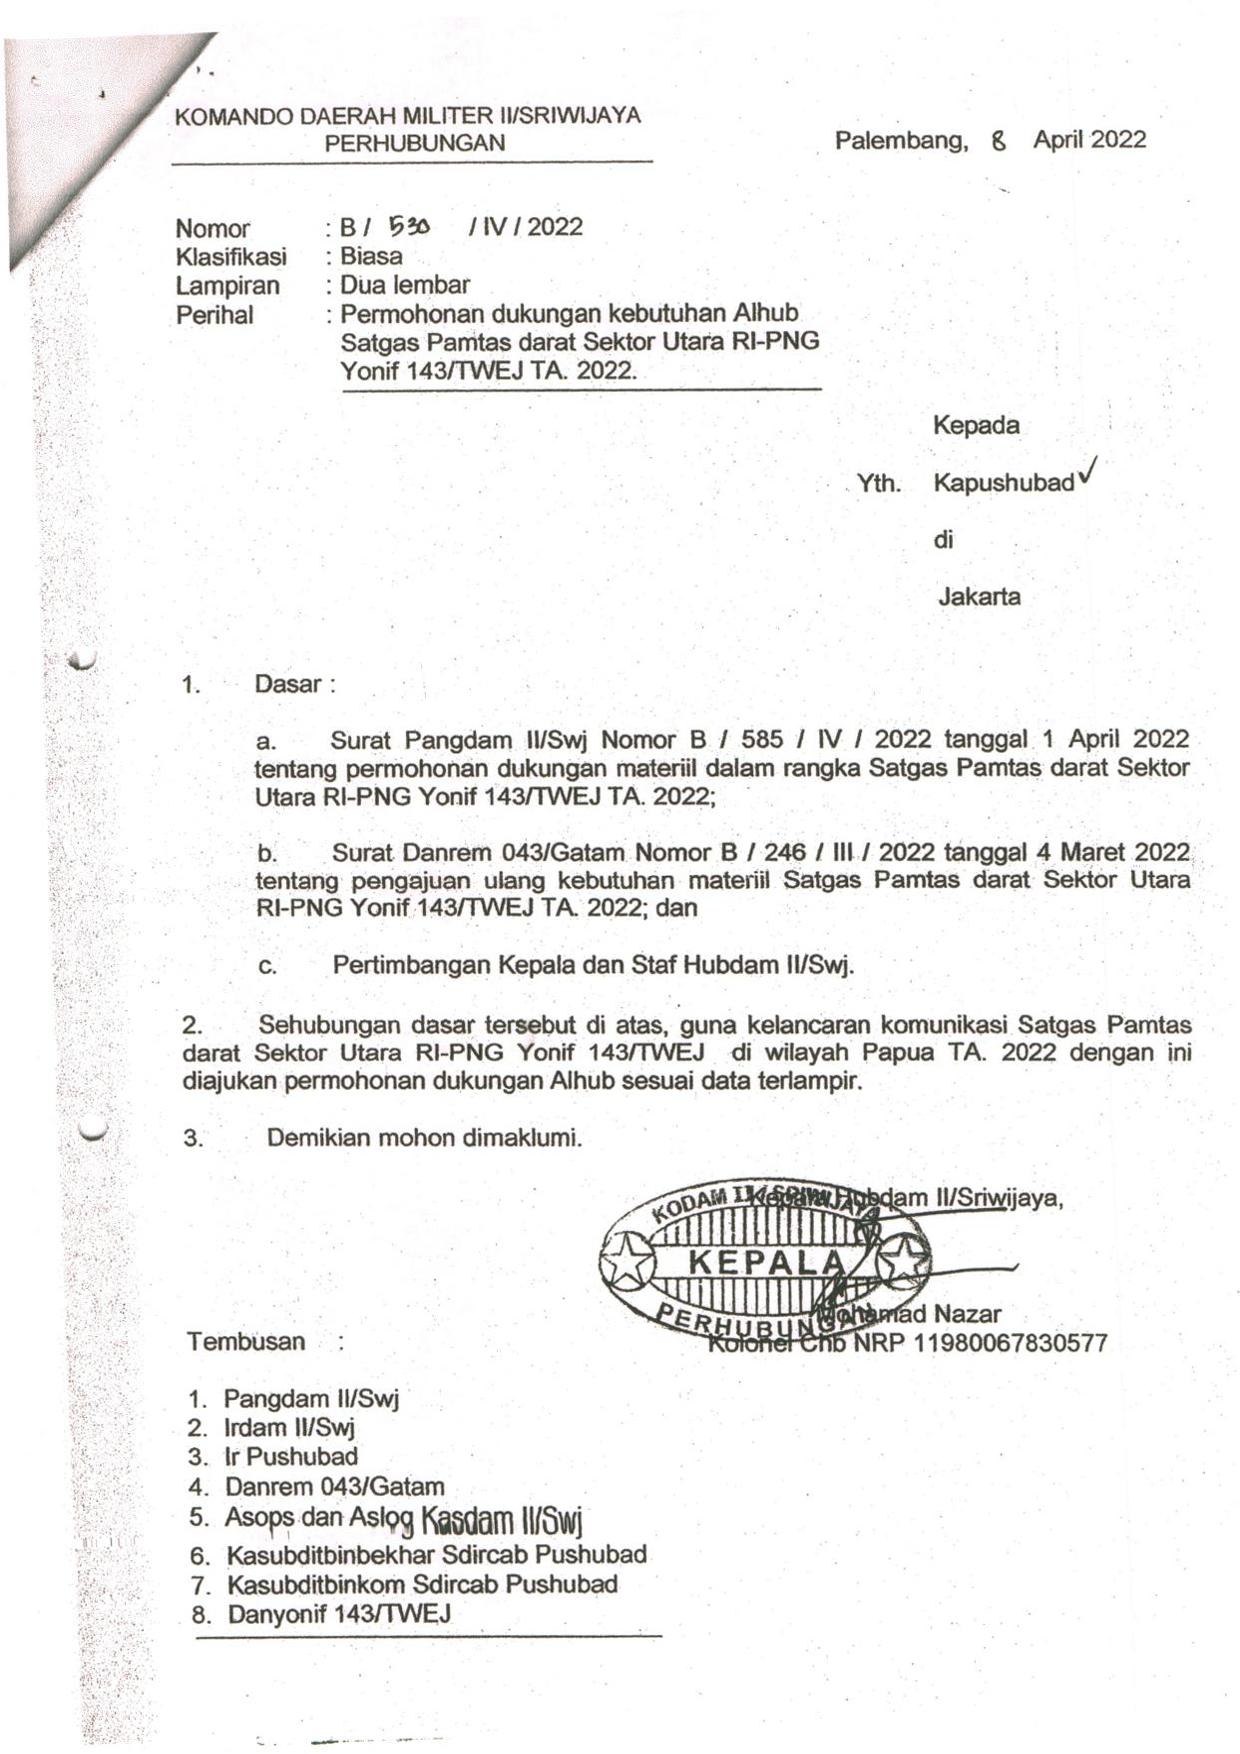 KOMANDO DAERAH MILITER II/SRIWIJAYA
PERHUBUNGAN
Palembang, 8 April 2022
Nomor : B / 530 / IV / 2022
Klasifikasi : Biasa
Lampiran : Dua lembar
Perihal : Permohonan dukungan kebutuhan Alhub
Satgas Pamtas darat Sektor Utara RI-PNG
Yonif 143/TWEJ TA. 2022.
Kepada
Yth. Kapushubad
di
Jakarta
1. Dasar :
a. Surat Pangdam II/Swj Nomor B / 585 / IV / 2022 tanggal 1 April 2022
tentang permohonan dukungan materiil dalam rangka Satgas Pamtas darat Sektor
Utara RI-PNG Yonif 143/TWEJ TA. 2022;
b. Surat Danrem 043/Gatam Nomor B / 246 / III / 2022 tanggal 4 Maret 2022
tentang pengajuan ulang kebutuhan materiil Satgas Pamtas darat Sektor Utara
RI-PNG Yonif 143/TWEJ TA. 2022; dan
c. Pertimbangan Kepala dan Staf Hubdam II/Swj.
2. Sehubungan dasar tersebut di atas, guna kelancaran komunikasi Satgas Pamtas
darat Sektor Utara RI-PNG Yonif 143/TWEJ di wilayah Papua TA. 2022 dengan ini
diajukan permohonan dukungan Alhub sesuai data terlampir.
3. Demikian mohon dimaklumi.
Kepala Hubdam II/Sriwijaya,
KODAM II/SRIWIJAYA
KEPALA
PERHUBUNGAN
Mohamad Nazar
Kolonel Chb NRP 11980067830577
Tembusan :
1. Pangdam II/Swj
2. Irdam II/Swj
3. Ir Pushubad
4. Danrem 043/Gatam
5. Asops dan Aslog Kasdam II/Swj
6. Kasubditbinbekhar Sdircab Pushubad
7. Kasubditbinkom Sdircab Pushubad
8. Danyonif 143/TWEJ